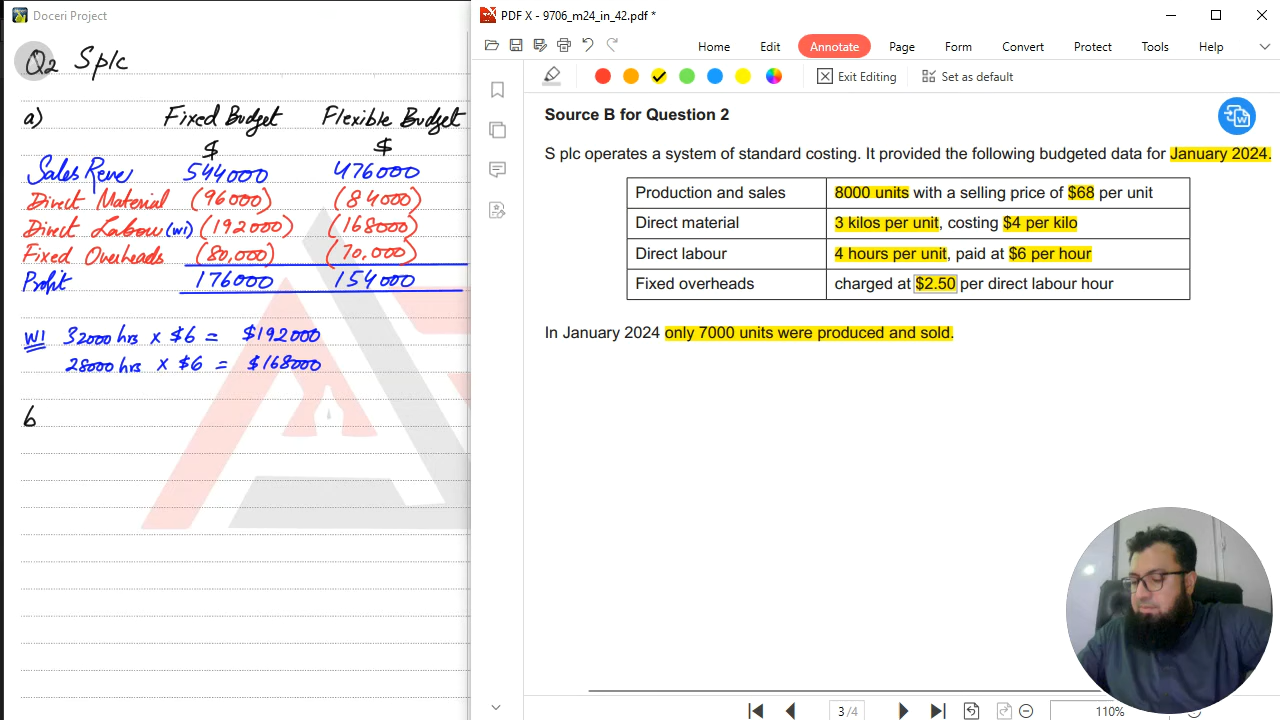 Doceri Project
Q2 Splc
a) Fixed Budget Flexible Budget
$ $
Sales Reve 544000 476000
Direct Material (96000) (84000)
Direct Labou (W1) (192000) (168000)
Fixed Overheads (80,000) (70,000)
Profit 176000 154000
W1 32000 hrs x $6 = $192000
28000 hrs x $6 = $168000
b
PDF X - 9706_m24_in_42.pdf *
Home Edit Annotate Page Form Convert Protect Tools Help
Exit Editing Set as default
Source B for Question 2
S plc operates a system of standard costing. It provided the following budgeted data for January 2024.
Production and sales 8000 units with a selling price of $68 per unit
Direct material 3 kilos per unit, costing $4 per kilo
Direct labour 4 hours per unit, paid at $6 per hour
Fixed overheads charged at $2.50 per direct labour hour
In January 2024 only 7000 units were produced and sold.
3/4 110%